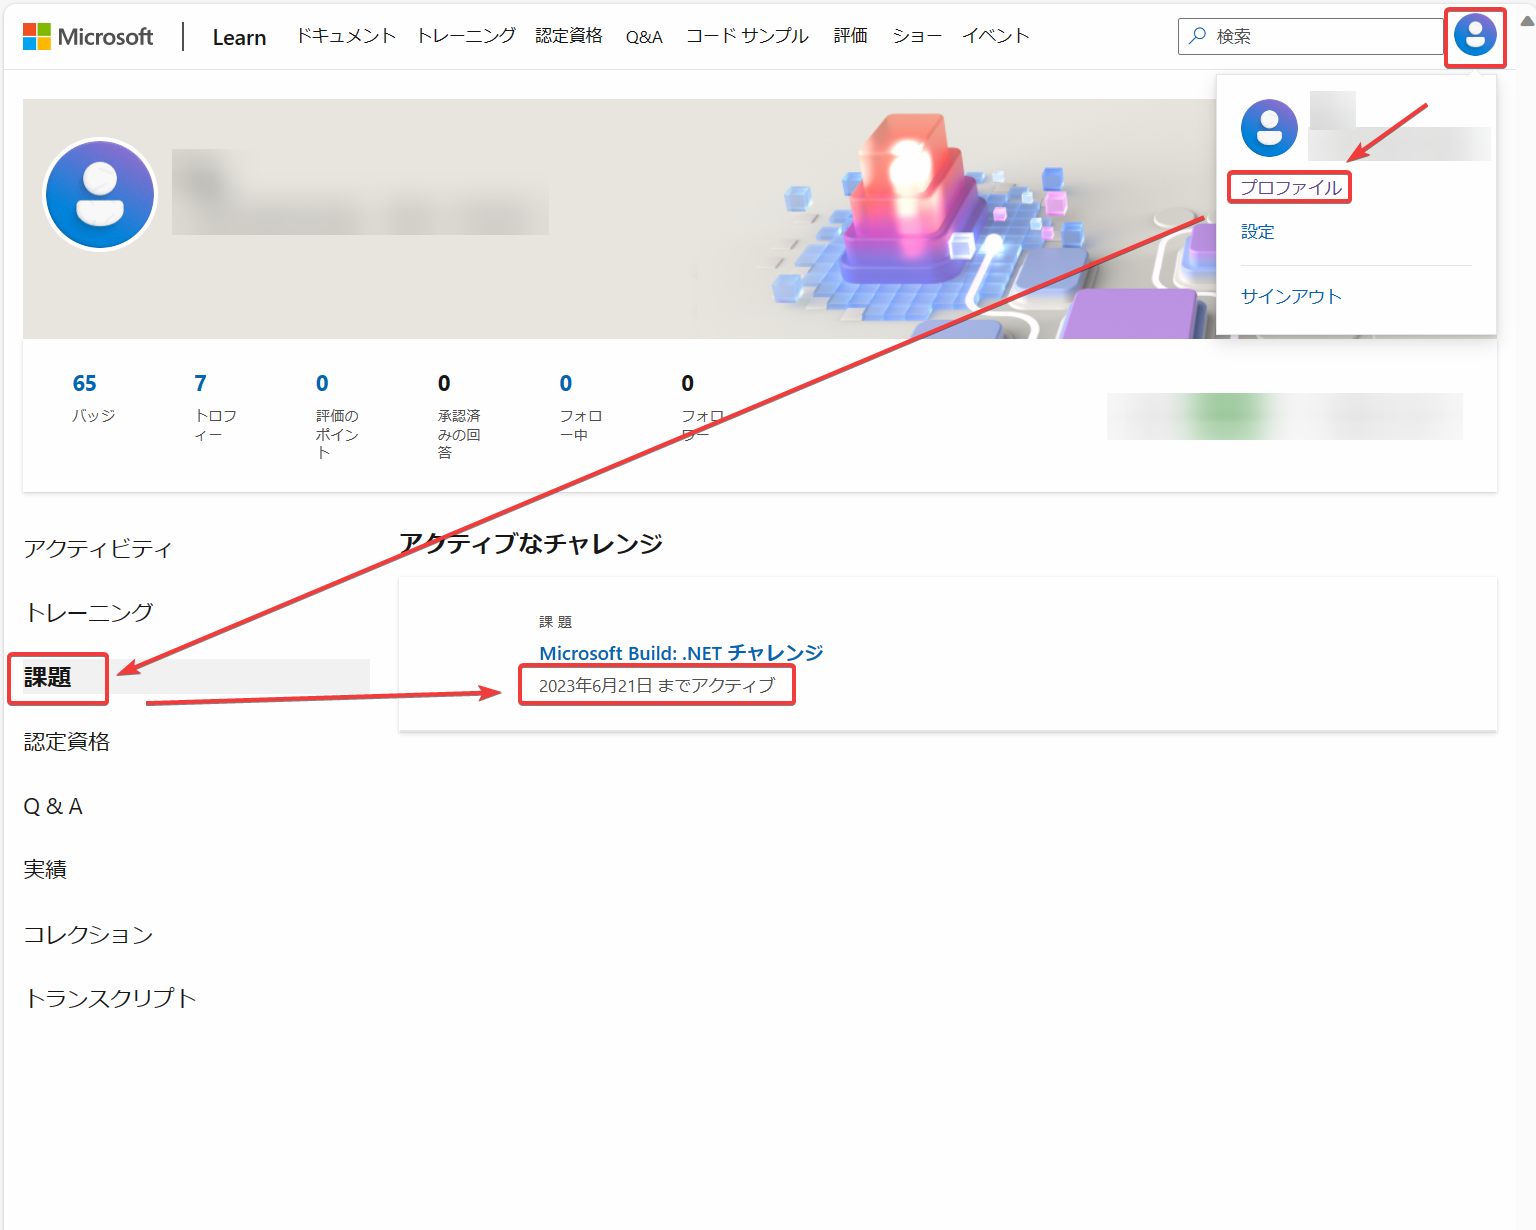 Microsoft
Learn
ドキュメント
トレーニング
認定資格
Q&A
コード サンプル
評価
ショー
イベント
検索
プロファイル
設定
サインアウト
65
バッジ
7
トロフ
ィー
0
評価の
ポイン
ト
0
承認済
みの回
答
0
フォロ
ー中
0
フォロ
ワー
アクティビティ
トレーニング
課題
認定資格
Q & A
実績
コレクション
トランスクリプト
アクティブなチャレンジ
課題
Microsoft Build: .NET チャレンジ
2023年6月21日 までアクティブ